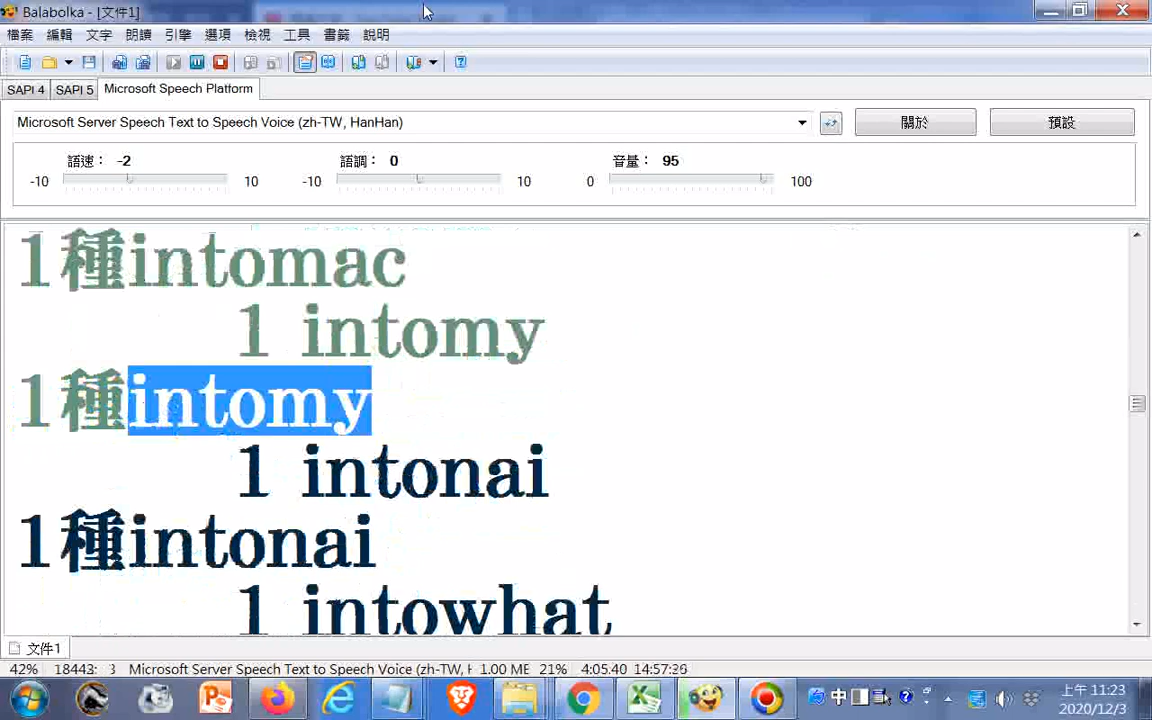 Balabolka - [文件1]
檔案 編輯 文字 朗讀 引擎 選項 檢視 工具 書籤 說明
SAPI 4 SAPI 5 Microsoft Speech Platform
Microsoft Server Speech Text to Speech Voice (zh-TW, HanHan) 關於 預設
語速： -2 語調： 0 音量： 95
-10 10 -10 10 0 100
1種intomac
1 intomy
1種intomy
1 intonai
1種intonai
1 intowhat
文件1
42% 18443: 3 Microsoft Server Speech Text to Speech Voice (zh-TW, H 1.00 ME 21% 4:05.40 14:57:26
中 上午 11:23
2020/12/3